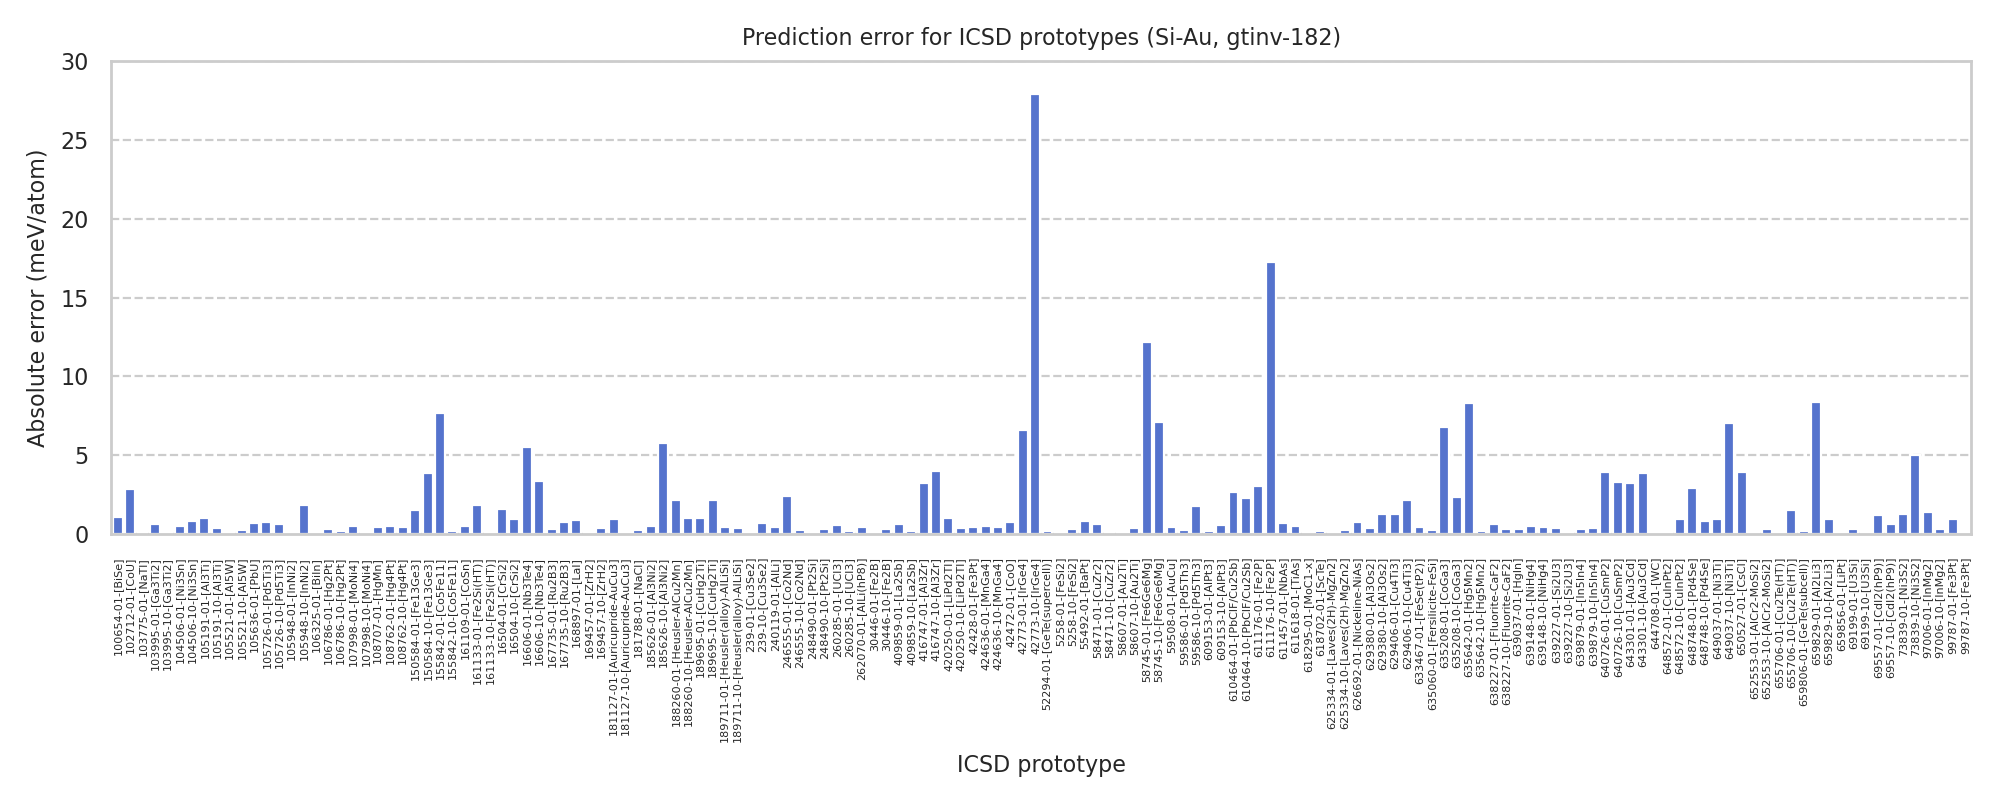 Prediction error for ICSD prototypes (Si-Au, gtinv-182)
Absolute error (meV/atom)
30
25
20
15
10
5
0
100654-01-[BiSe]
102712-01-[CoU]
103775-01-[NaTl]
103995-01-[Ga3Ti2]
103995-10-[Ga3Ti2]
104506-01-[Ni3Sn]
104506-10-[Ni3Sn]
105191-01-[Al3Ti]
105191-10-[Al3Ti]
105521-01-[Al5W]
105521-10-[Al5W]
105636-01-[PbU]
105726-01-[Pd5Ti3]
105726-10-[Pd5Ti3]
105948-01-[InNi2]
105948-10-[InNi2]
106325-01-[BiIn]
106786-01-[Hg2Pt]
106786-10-[Hg2Pt]
107998-01-[MoNi4]
107998-10-[MoNi4]
108707-01-[HgMn]
108762-01-[Hg4Pt]
108762-10-[Hg4Pt]
150584-01-[Fe13Ge3]
150584-10-[Fe13Ge3]
155842-01-[Co5Fe11]
155842-10-[Co5Fe11]
161109-01-[CoSn]
161133-01-[Fe2Si(HT)]
161133-10-[Fe2Si(HT)]
16504-01-[CrSi2]
16504-10-[CrSi2]
16606-01-[Nb3Te4]
16606-10-[Nb3Te4]
167735-01-[Ru2B3]
167735-10-[Ru2B3]
168897-01-[LaI]
169457-01-[ZrH2]
169457-10-[ZrH2]
181127-01-[Auricupride-AuCu3]
181127-10-[Auricupride-AuCu3]
181788-01-[NaCl]
185626-01-[Al3Ni2]
185626-10-[Al3Ni2]
188260-01-[Heusler-AlCu2Mn]
188260-10-[Heusler-AlCu2Mn]
189695-01-[CuHg2Ti]
189695-10-[CuHg2Ti]
189711-01-[Heusler(alloy)-AlLiSi]
189711-10-[Heusler(alloy)-AlLiSi]
239-01-[Cu3Se2]
239-10-[Cu3Se2]
240119-01-[AlLi]
246555-01-[Co2Nd]
246555-10-[Co2Nd]
248490-01-[Pt2Si]
248490-10-[Pt2Si]
260285-01-[UCl3]
260285-10-[UCl3]
262070-01-[AlLi(hP8)]
30446-01-[Fe2B]
30446-10-[Fe2B]
409859-01-[La2Sb]
409859-10-[La2Sb]
416747-01-[Al3Zr]
416747-10-[Al3Zr]
420250-01-[LiPd2Tl]
420250-10-[LiPd2Tl]
42428-01-[Fe3Pt]
424636-01-[MnGa4]
424636-10-[MnGa4]
42472-01-[CoO]
42773-01-[IrGe4]
42773-10-[IrGe4]
52294-01-[GeTe(supercell)]
5258-01-[FeSi2]
5258-10-[FeSi2]
55492-01-[BaPt]
58471-01-[CuZr2]
58471-10-[CuZr2]
58607-01-[Au2Ti]
58607-10-[Au2Ti]
58745-01-[Fe6Ge6Mg]
58745-10-[Fe6Ge6Mg]
59508-01-[AuCu]
59586-01-[Pd5Th3]
59586-10-[Pd5Th3]
609153-01-[AlPt3]
609153-10-[AlPt3]
610464-01-[PbClF/Cu2Sb]
610464-10-[PbClF/Cu2Sb]
611176-01-[Fe2P]
611176-10-[Fe2P]
611457-01-[NbAs]
611618-01-[TiAs]
618295-01-[MoC1-x]
618702-01-[ScTe]
625334-01-[Laves(2H)-MgZn2]
625334-10-[Laves(2H)-MgZn2]
626692-01-[Nickeline-NiAs]
629380-01-[Al3Os2]
629380-10-[Al3Os2]
629406-01-[Cu4Ti3]
629406-10-[Cu4Ti3]
633467-01-[FeSe(tP2)]
635060-01-[Fersilicite-FeSi]
635208-01-[CoGa3]
635208-10-[CoGa3]
635642-01-[Hg5Mn2]
635642-10-[Hg5Mn2]
638227-01-[Fluorite-CaF2]
638227-10-[Fluorite-CaF2]
639037-01-[HgIn]
639148-01-[NiHg4]
639148-10-[NiHg4]
639227-01-[Si2U3]
639227-10-[Si2U3]
639879-01-[In5In4]
639879-10-[In5In4]
640726-01-[CuSmP2]
640726-10-[CuSmP2]
643301-01-[Au3Cd]
643301-10-[Au3Cd]
644708-01-[WC]
648572-01-[CuInPt2]
648572-10-[CuInPt2]
648748-01-[Pd4Se]
648748-10-[Pd4Se]
649037-01-[Ni3Ti]
649037-10-[Ni3Ti]
650527-01-[CsCl]
652553-01-[AlCr2-MoSi2]
652553-10-[AlCr2-MoSi2]
655706-01-[Cu2Te(HT)]
655706-10-[Cu2Te(HT)]
659806-01-[GeTe(subcell)]
659829-01-[Al2Li3]
659829-10-[Al2Li3]
659856-01-[LiPt]
69199-01-[U3Si]
69199-10-[U3Si]
69557-01-[CdI2(hP9)]
69557-10-[CdI2(hP9)]
73839-01-[Ni3S2]
73839-10-[Ni3S2]
97006-01-[InMg2]
97006-10-[InMg2]
99787-01-[Fe3Pt]
99787-10-[Fe3Pt]
ICSD prototype